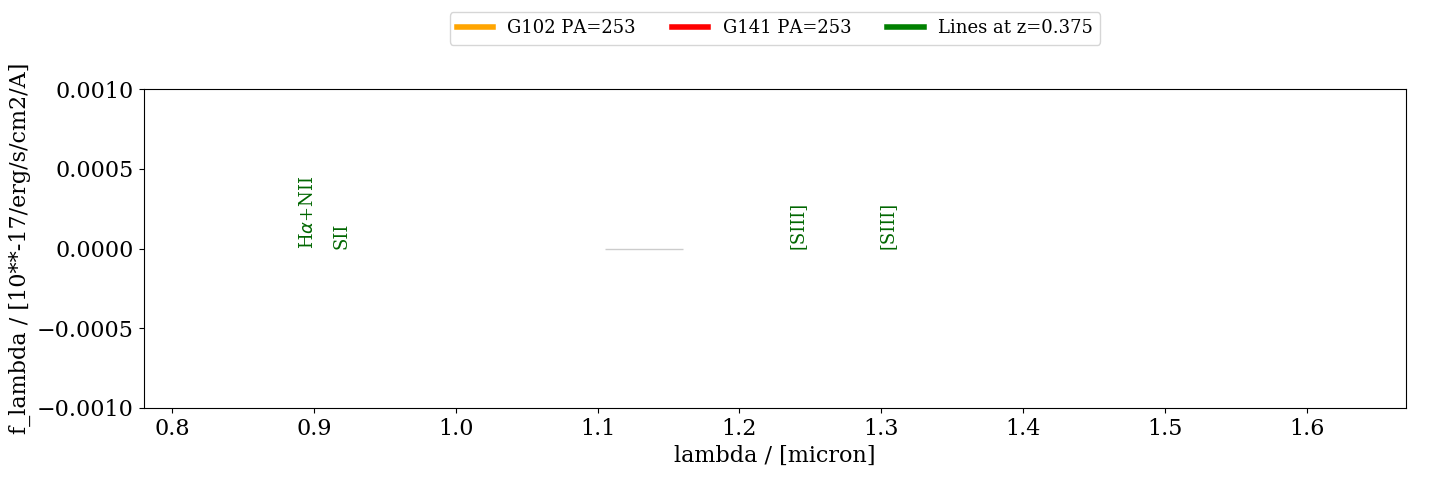 G102 PA=253
G141 PA=253
Lines at z=0.375
f_lambda / [10**-17/erg/s/cm2/A]
0.0010
0.0005
0.0000
−0.0005
−0.0010
Hα+NII
SII
[SIII]
[SIII]
0.8 0.9 1.0 1.1 1.2 1.3 1.4 1.5 1.6
lambda / [micron]